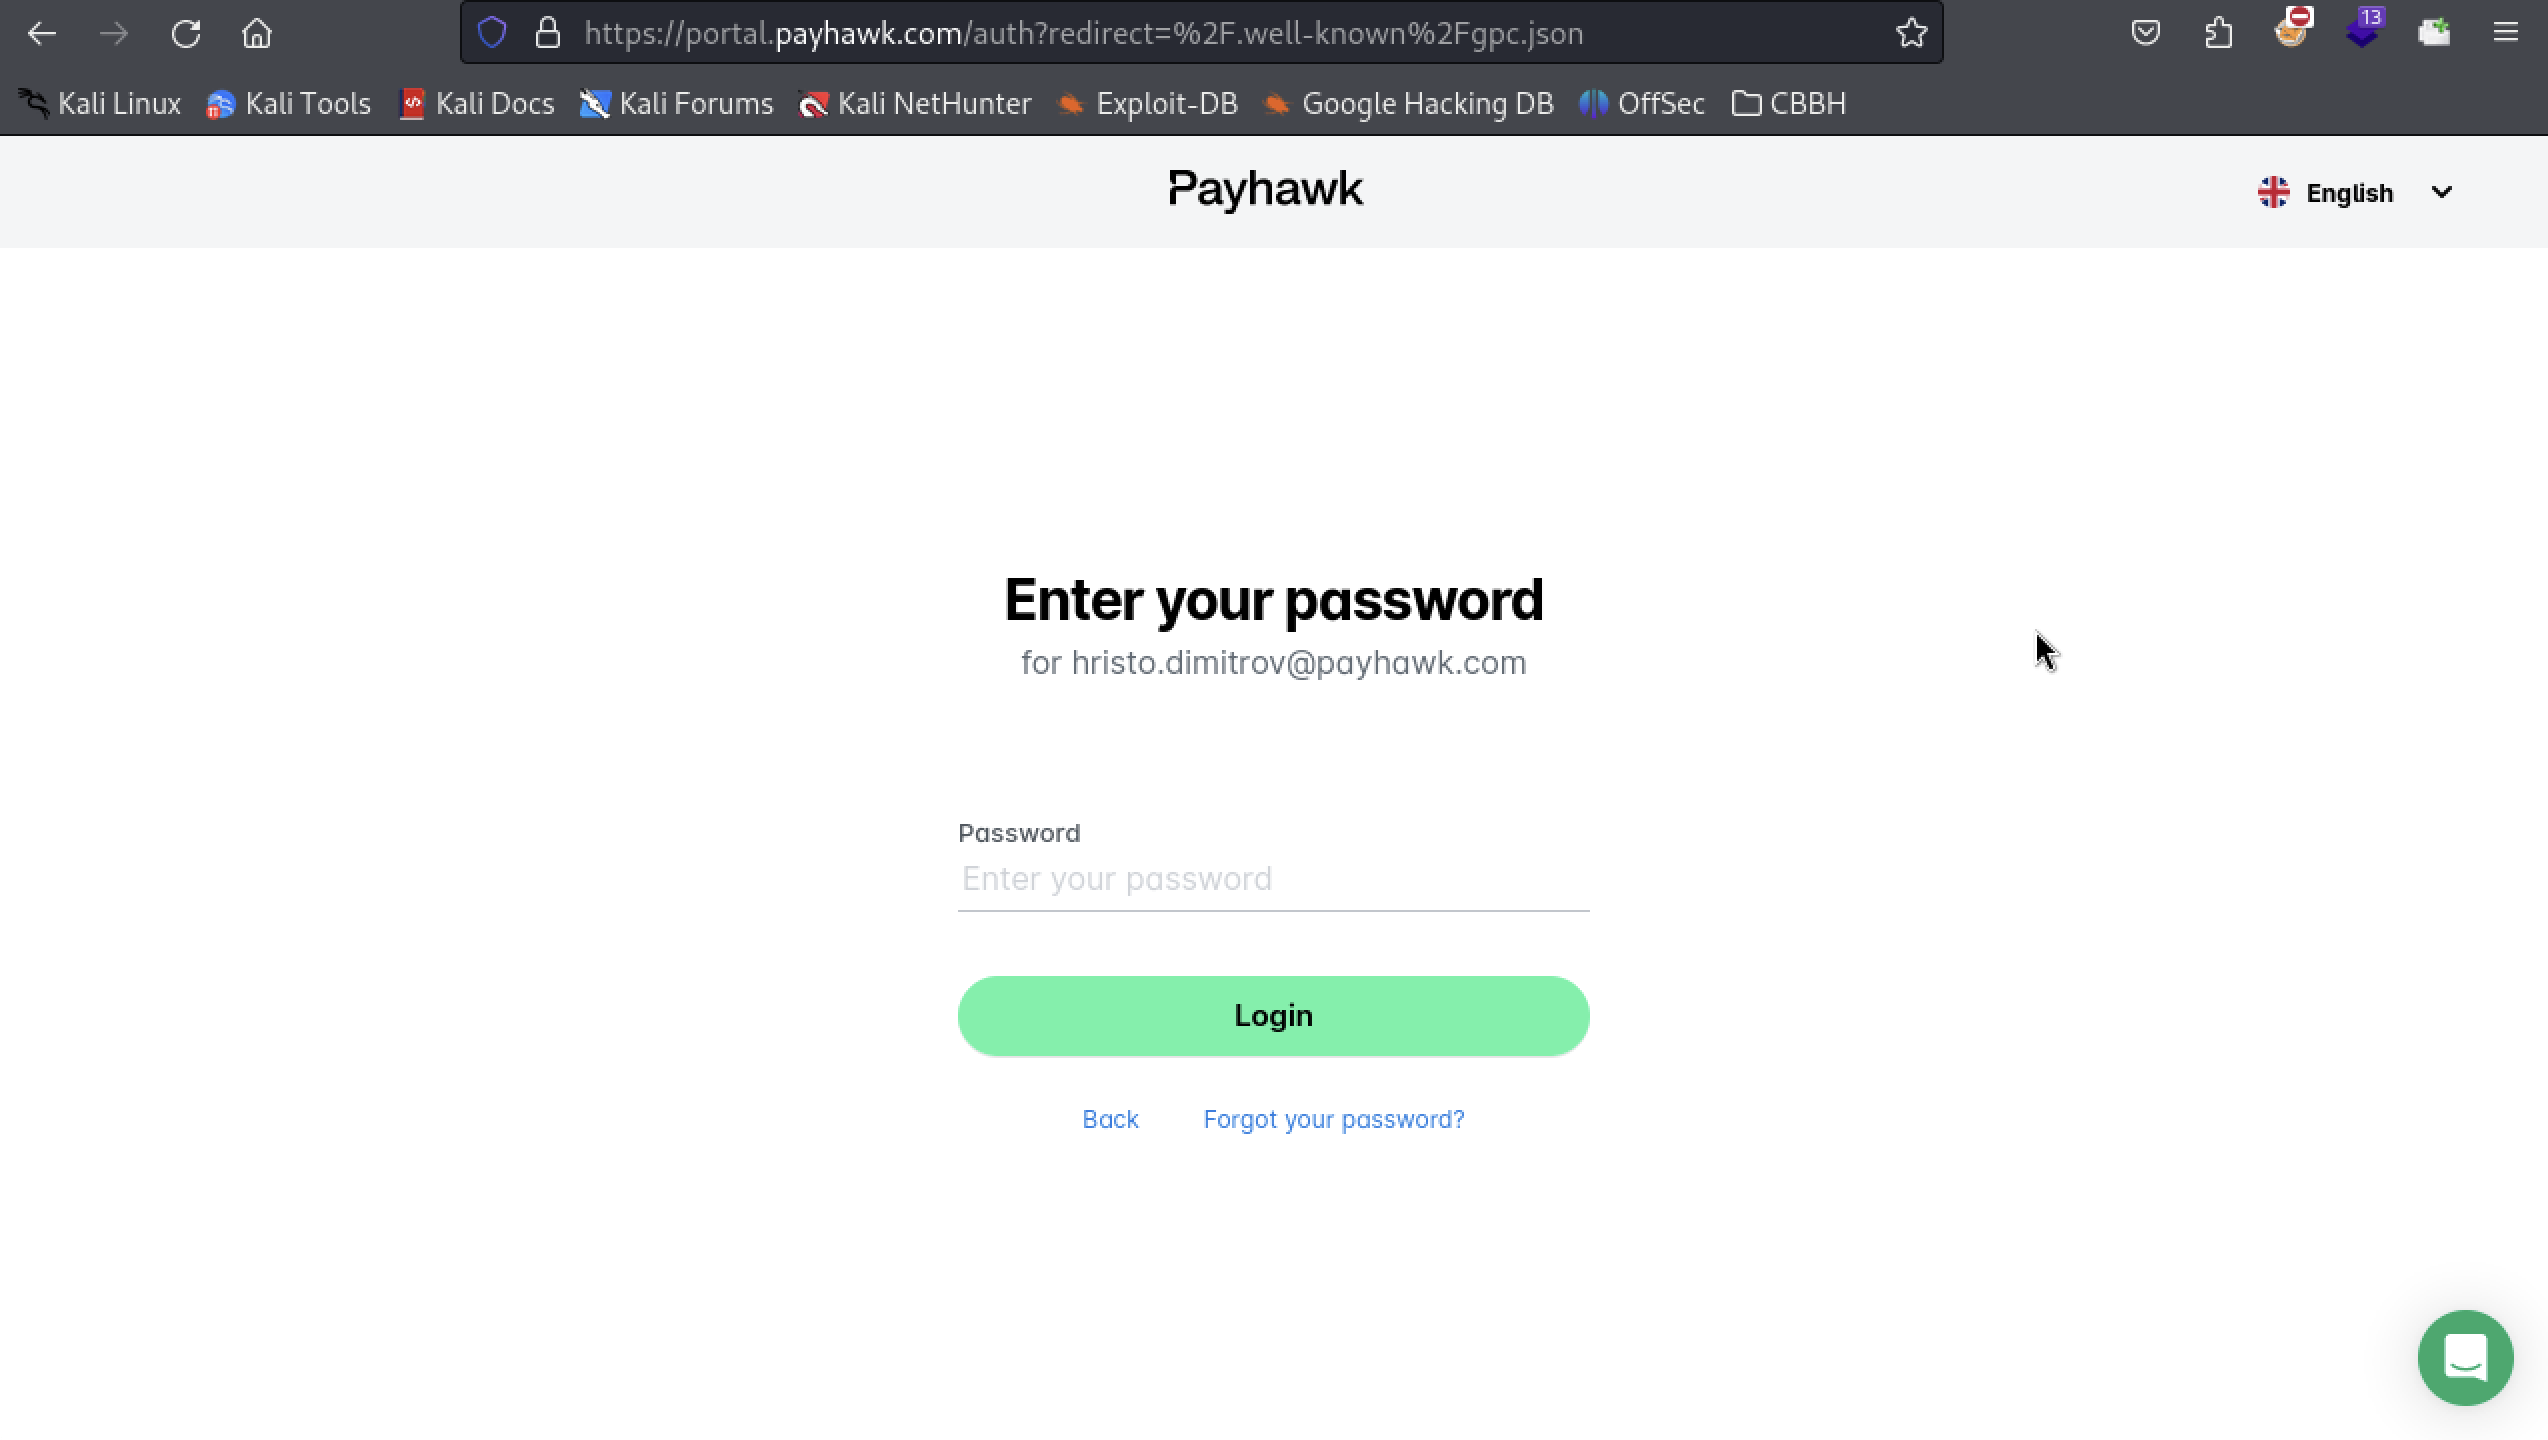 https://portal.payhawk.com/auth?redirect=%2F.well-known%2Fgpc.json
13
Kali Linux Kali Tools Kali Docs Kali Forums Kali NetHunter Exploit-DB Google Hacking DB OffSec CBBH
Payhawk
English
Enter your password
for hristo.dimitrov@payhawk.com
Password
Enter your password
Login
Back Forgot your password?